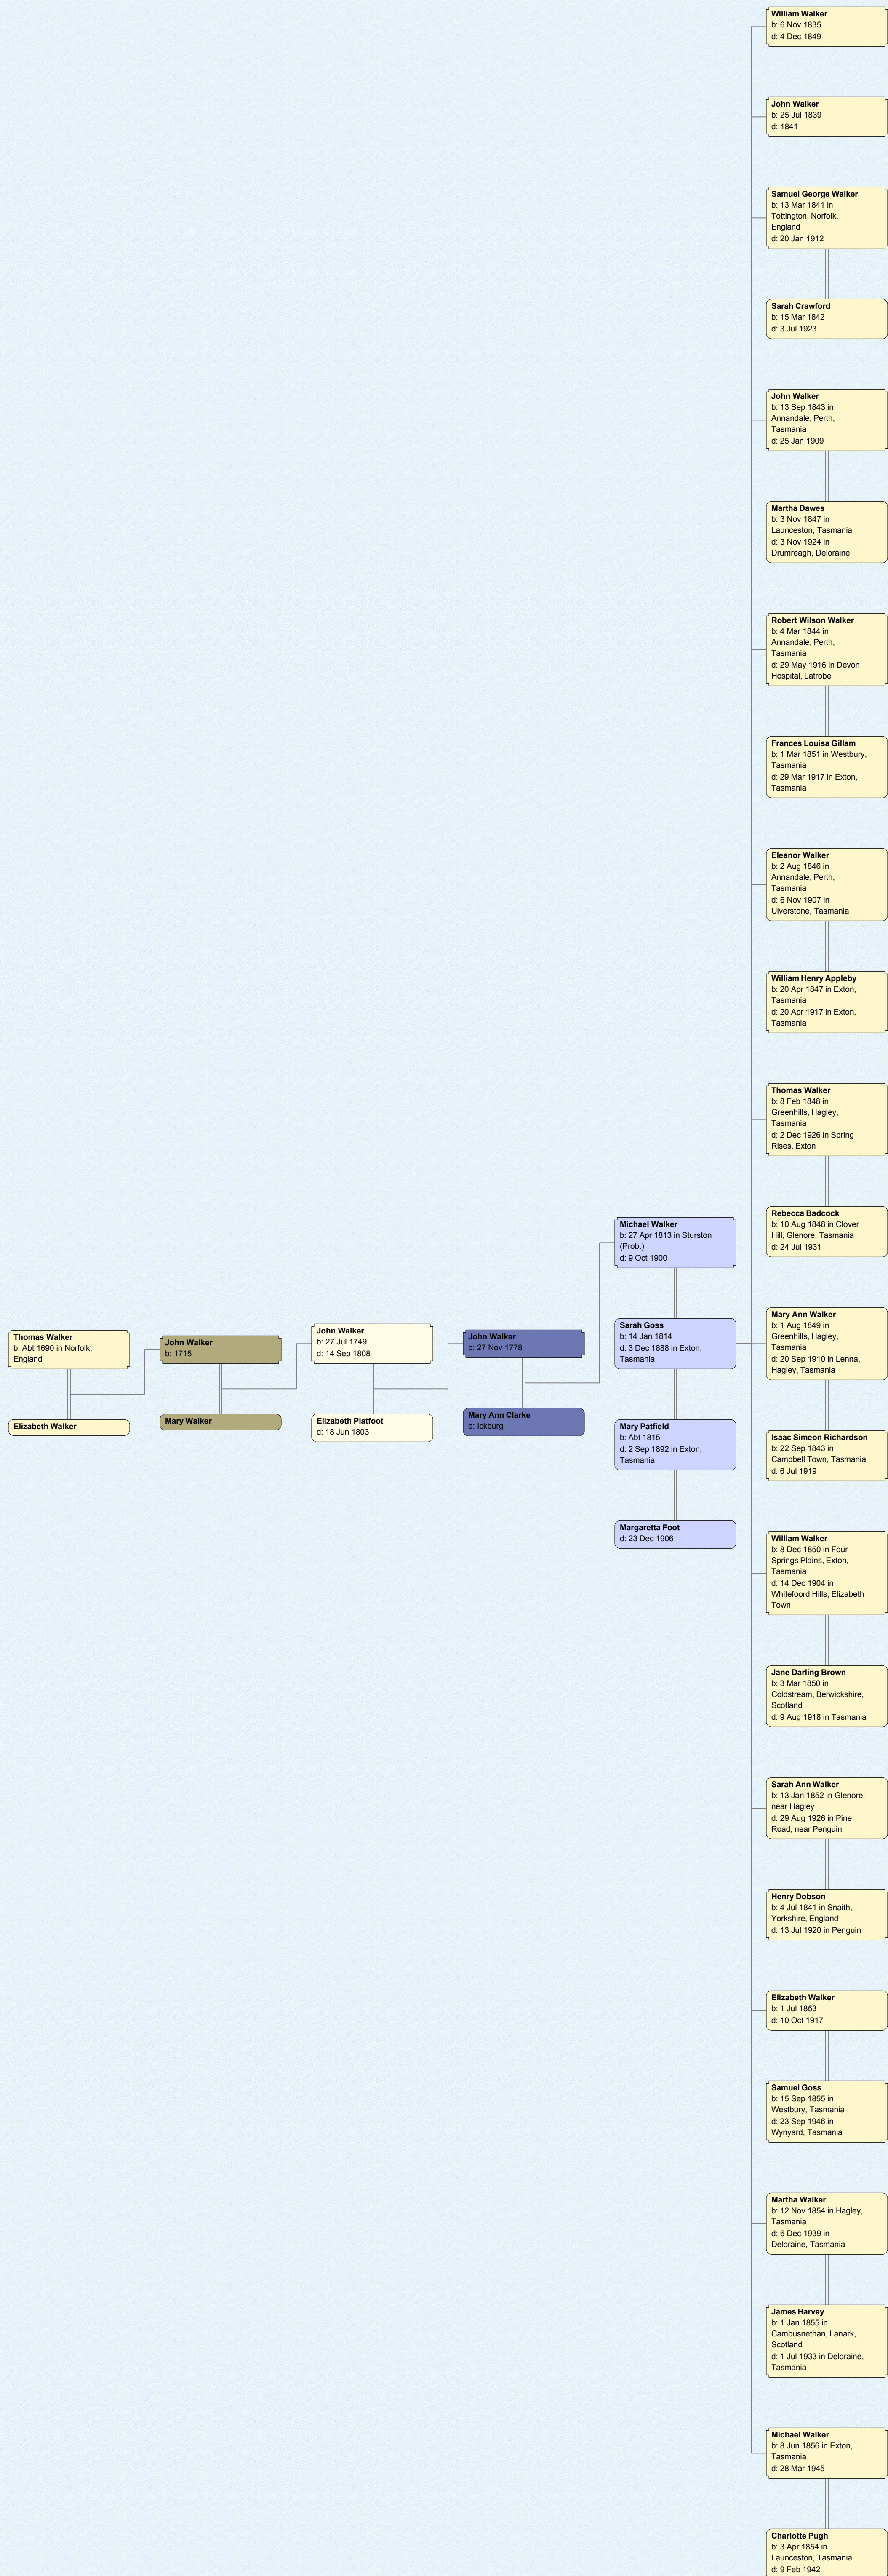 William Walker
b: 6 Nov 1835
d: 4 Dec 1849
John Walker
b: 25 Jul 1839
d: 1841
Samuel George Walker
b: 13 Mar 1841 in
Tottington, Norfolk,
England
d: 20 Jan 1912
Sarah Crawford
b: 15 Mar 1842
d: 3 Jul 1923
John Walker
b: 13 Sep 1843 in
Annandale, Perth,
Tasmania
d: 25 Jan 1909
Martha Dawes
b: 3 Nov 1847 in
Launceston, Tasmania
d: 3 Nov 1924 in
Drumreagh, Deloraine
Robert Wilson Walker
b: 4 Mar 1844 in
Annandale, Perth,
Tasmania
d: 29 May 1916 in Devon
Hospital, Latrobe
Frances Louisa Gillam
b: 1 Mar 1851 in Westbury,
Tasmania
d: 29 Mar 1917 in Exton,
Tasmania
Eleanor Walker
b: 2 Aug 1846 in
Annandale, Perth,
Tasmania
d: 6 Nov 1907 in
Ulverstone, Tasmania
William Henry Appleby
b: 20 Apr 1847 in Exton,
Tasmania
d: 20 Apr 1917 in Exton,
Tasmania
Thomas Walker
b: 8 Feb 1848 in
Greenhills, Hagley,
Tasmania
d: 2 Dec 1926 in Spring
Rises, Exton
Rebecca Badcock
b: 10 Aug 1848 in Clover
Hill, Glenore, Tasmania
d: 24 Jul 1931
Thomas Walker
b: Abt 1690 in Norfolk,
England
Elizabeth Walker
John Walker
b: 1715
Mary Walker
John Walker
b: 27 Jul 1749
d: 14 Sep 1808
Elizabeth Platfoot
d: 18 Jun 1803
John Walker
b: 27 Nov 1778
Mary Ann Clarke
b: Ickburg
Michael Walker
b: 27 Apr 1813 in Sturston
(Prob.)
d: 9 Oct 1900
Sarah Goss
b: 14 Jan 1814
d: 3 Dec 1888 in Exton,
Tasmania
Mary Patfield
b: Abt 1815
d: 2 Sep 1892 in Exton,
Tasmania
Margaretta Foot
d: 23 Dec 1906
Mary Ann Walker
b: 1 Aug 1849 in
Greenhills, Hagley,
Tasmania
d: 20 Sep 1910 in Lenna,
Hagley, Tasmania
Isaac Simeon Richardson
b: 22 Sep 1843 in
Campbell Town, Tasmania
d: 6 Jul 1919
William Walker
b: 8 Dec 1850 in Four
Springs Plains, Exton,
Tasmania
d: 14 Dec 1904 in
Whitefoord Hills, Elizabeth
Town
Jane Darling Brown
b: 3 Mar 1850 in
Coldstream, Berwickshire,
Scotland
d: 9 Aug 1918 in Tasmania
Sarah Ann Walker
b: 13 Jan 1852 in Glenore,
near Hagley
d: 29 Aug 1926 in Pine
Road, near Penguin
Henry Dobson
b: 4 Jul 1841 in Snaith,
Yorkshire, England
d: 13 Jul 1920 in Penguin
Elizabeth Walker
b: 1 Jul 1853
d: 10 Oct 1917
Samuel Goss
b: 15 Sep 1855 in
Westbury, Tasmania
d: 23 Sep 1946 in
Wynyard, Tasmania
Martha Walker
b: 12 Nov 1854 in Hagley,
Tasmania
d: 6 Dec 1939 in
Deloraine, Tasmania
James Harvey
b: 1 Jan 1855 in
Cambusnethan, Lanark,
Scotland
d: 1 Jul 1933 in Deloraine,
Tasmania
Michael Walker
b: 8 Jun 1856 in Exton,
Tasmania
d: 28 Mar 1945
Charlotte Pugh
b: 3 Apr 1854 in
Launceston, Tasmania
d: 9 Feb 1942